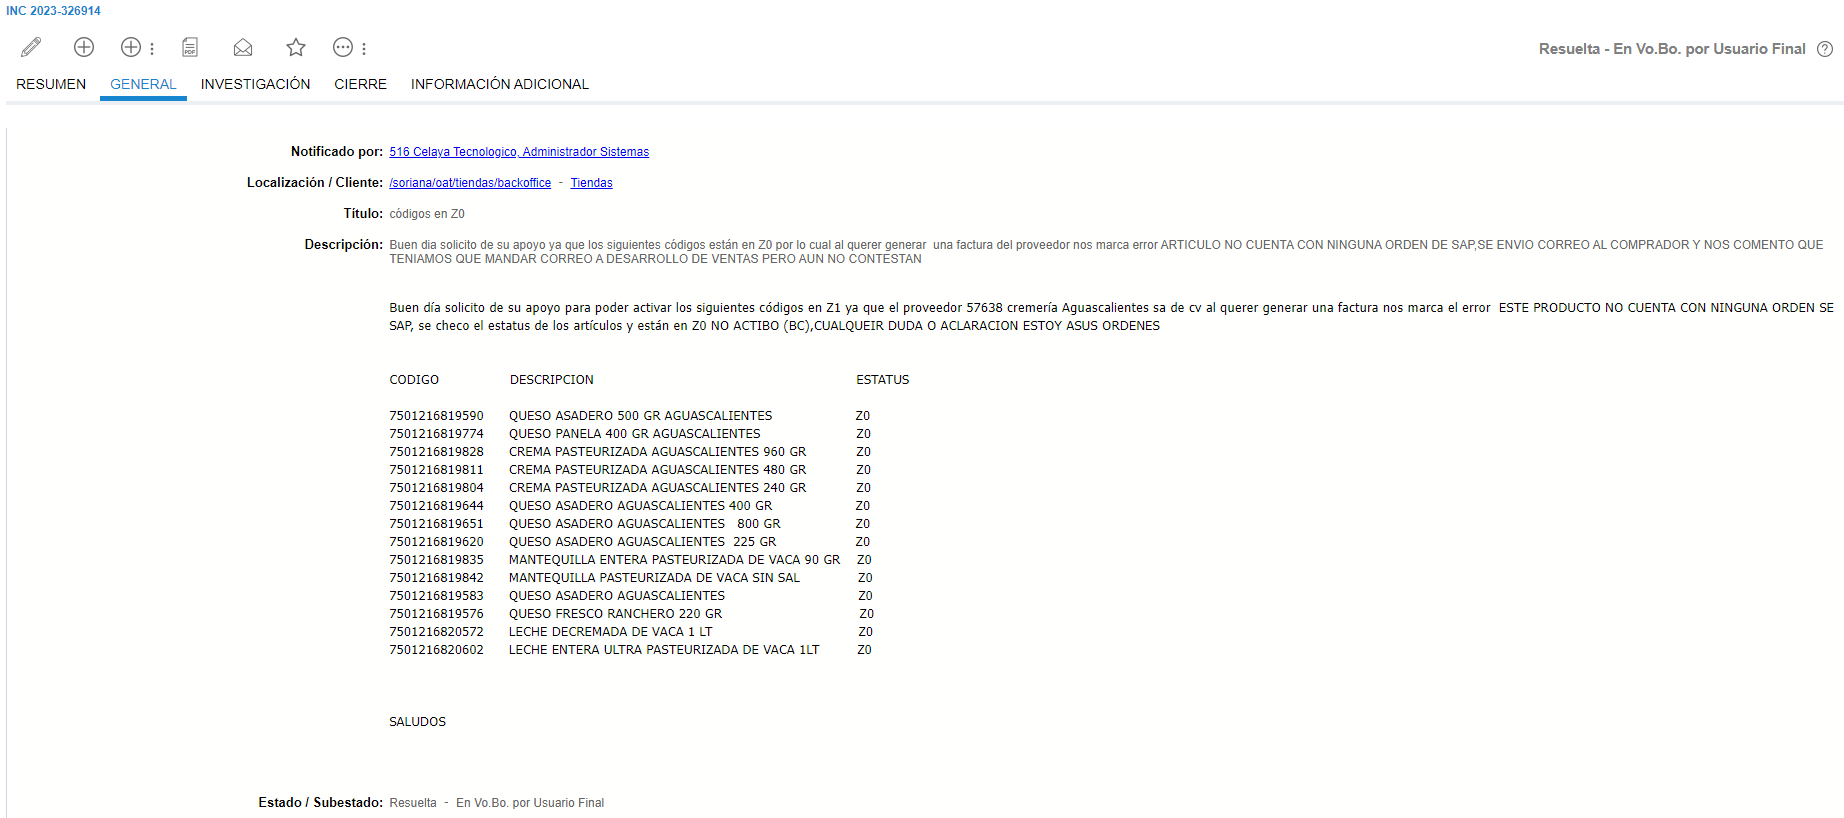 INC 2023-326914
PDF
Resuelta - En Vo.Bo. por Usuario Final ?
RESUMEN GENERAL INVESTIGACIÓN CIERRE INFORMACIÓN ADICIONAL
Notificado por: 516 Celaya Tecnologico, Administrador Sistemas
Localización / Cliente: /soriana/oat/tiendas/backoffice - Tiendas
Título: códigos en Z0
Descripción: Buen dia solicito de su apoyo ya que los siguientes códigos están en Z0 por lo cual al querer generar una factura del proveedor nos marca error ARTICULO NO CUENTA CON NINGUNA ORDEN DE SAP,SE ENVIO CORREO AL COMPRADOR Y NOS COMENTO QUE
TENIAMOS QUE MANDAR CORREO A DESARROLLO DE VENTAS PERO AUN NO CONTESTAN
Buen día solicito de su apoyo para poder activar los siguientes códigos en Z1 ya que el proveedor 57638 cremería Aguascalientes sa de cv al querer generar una factura nos marca el error ESTE PRODUCTO NO CUENTA CON NINGUNA ORDEN SE
SAP, se checo el estatus de los artículos y están en Z0 NO ACTIBO (BC),CUALQUEIR DUDA O ACLARACION ESTOY ASUS ORDENES
CODIGO DESCRIPCION ESTATUS
7501216819590 QUESO ASADERO 500 GR AGUASCALIENTES Z0
7501216819774 QUESO PANELA 400 GR AGUASCALIENTES Z0
7501216819828 CREMA PASTEURIZADA AGUASCALIENTES 960 GR Z0
7501216819811 CREMA PASTEURIZADA AGUASCALIENTES 480 GR Z0
7501216819804 CREMA PASTEURIZADA AGUASCALIENTES 240 GR Z0
7501216819644 QUESO ASADERO AGUASCALIENTES 400 GR Z0
7501216819651 QUESO ASADERO AGUASCALIENTES 800 GR Z0
7501216819620 QUESO ASADERO AGUASCALIENTES 225 GR Z0
7501216819835 MANTEQUILLA ENTERA PASTEURIZADA DE VACA 90 GR Z0
7501216819842 MANTEQUILLA PASTEURIZADA DE VACA SIN SAL Z0
7501216819583 QUESO ASADERO AGUASCALIENTES Z0
7501216819576 QUESO FRESCO RANCHERO 220 GR Z0
7501216820572 LECHE DECREMADA DE VACA 1 LT Z0
7501216820602 LECHE ENTERA ULTRA PASTEURIZADA DE VACA 1LT Z0
SALUDOS
Estado / Subestado: Resuelta - En Vo.Bo. por Usuario Final